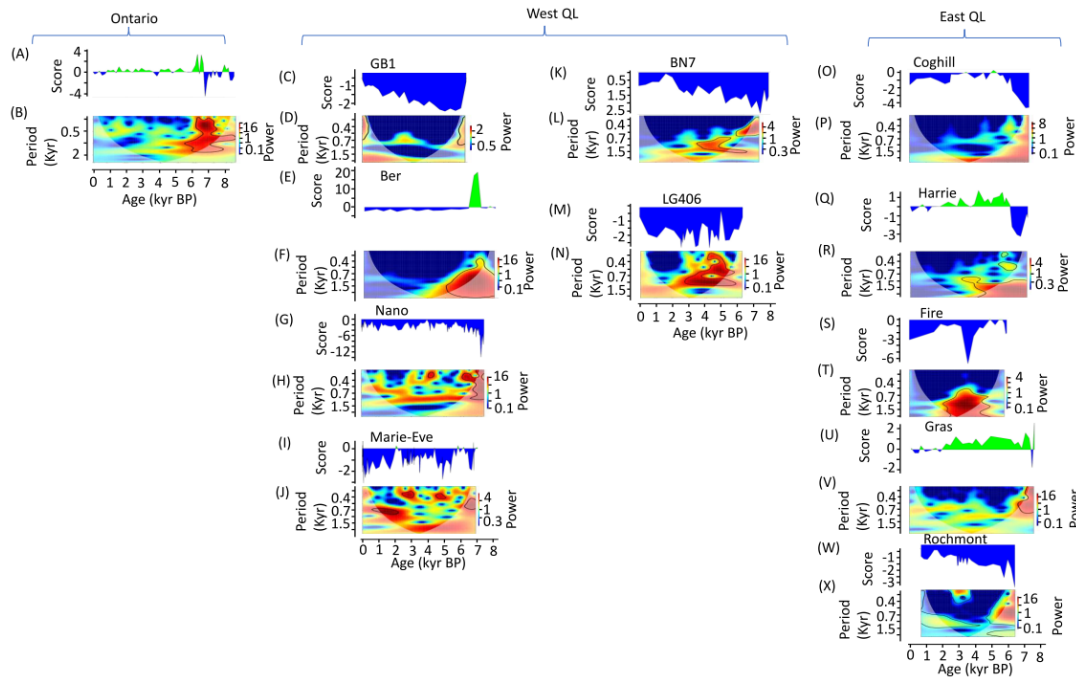 Ontario
West QL
East QL
(A)
Score
4
0
-4
(B)
Period
(Kyr)
0.5
2
16
1
0.1
Power
0 1 2 3 4 5 6 7 8
Age (kyr BP)
(C)
GB1
Score
-1
-2
(D)
Period
(Kyr)
0.4
0.7
1.5
2
0.5
Power
(E)
Ber
Score
20
10
0
(F)
Period
(Kyr)
0.4
0.7
1.5
16
1
0.1
Power
(G)
Nano
Score
0
-6
-12
(H)
Period
(Kyr)
0.4
0.7
1.5
16
1
0.1
Power
(I)
Marie-Eve
Score
0
-2
(J)
Period
(Kyr)
0.4
0.7
1.5
4
1
0.3
Power
0 1 2 3 4 5 6 7 8
Age (kyr BP)
(K)
BN7
Score
0.5
1.5
2.5
(L)
Period
(Kyr)
0.4
0.7
1.5
4
1
0.3
Power
(M)
LG406
Score
-1
-2
(N)
Period
(Kyr)
0.4
0.7
1.5
16
1
0.1
Power
0 1 2 3 4 5 6 7 8
Age (kyr BP)
(O)
Coghill
Score
0
-2
-4
(P)
Period
(Kyr)
0.4
0.7
1.5
8
1
0.1
Power
(Q)
Harrie
Score
1
-1
-3
(R)
Period
(Kyr)
0.4
0.7
1.5
4
1
0.3
Power
(S)
Fire
Score
0
-3
-6
(T)
Period
(Kyr)
0.4
0.7
1.5
4
1
0.1
Power
(U)
Gras
Score
2
0
-2
(V)
Period
(Kyr)
0.4
0.7
1.5
16
1
0.1
Power
(W)
Rochmont
Score
-1
-2
-3
(X)
Period
(Kyr)
0.4
0.7
1.5
16
1
0.1
Power
0 1 2 3 4 5 6 7 8
Age (kyr BP)